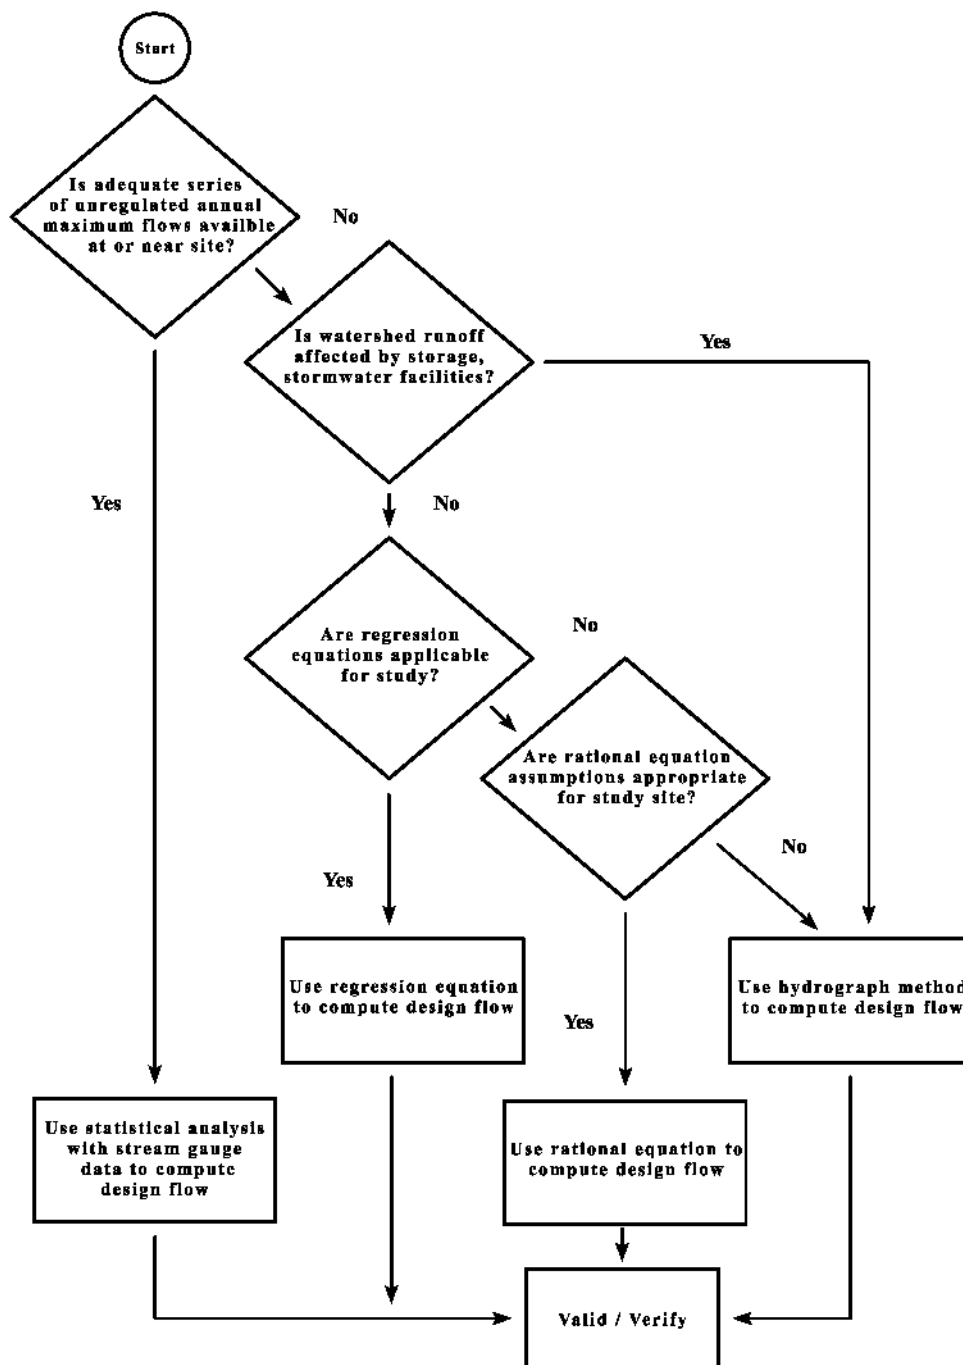 Start
Is adequate series
of unregulated annual
maximum flows availble
at or near site?
No
Is watershed runoff
affected by storage,
stormwater facilities?
Yes
Yes
No
Are regression
equations applicable
for study?
No
Are rational equation
assumptions appropriate
for study site?
No
Yes
Use regression equation
to compute design flow
Yes
Use hydrograph method
to compute design flow
Use statistical analysis
with stream gauge
data to compute
design flow
Use rational equation to
compute design flow
Valid / Verify